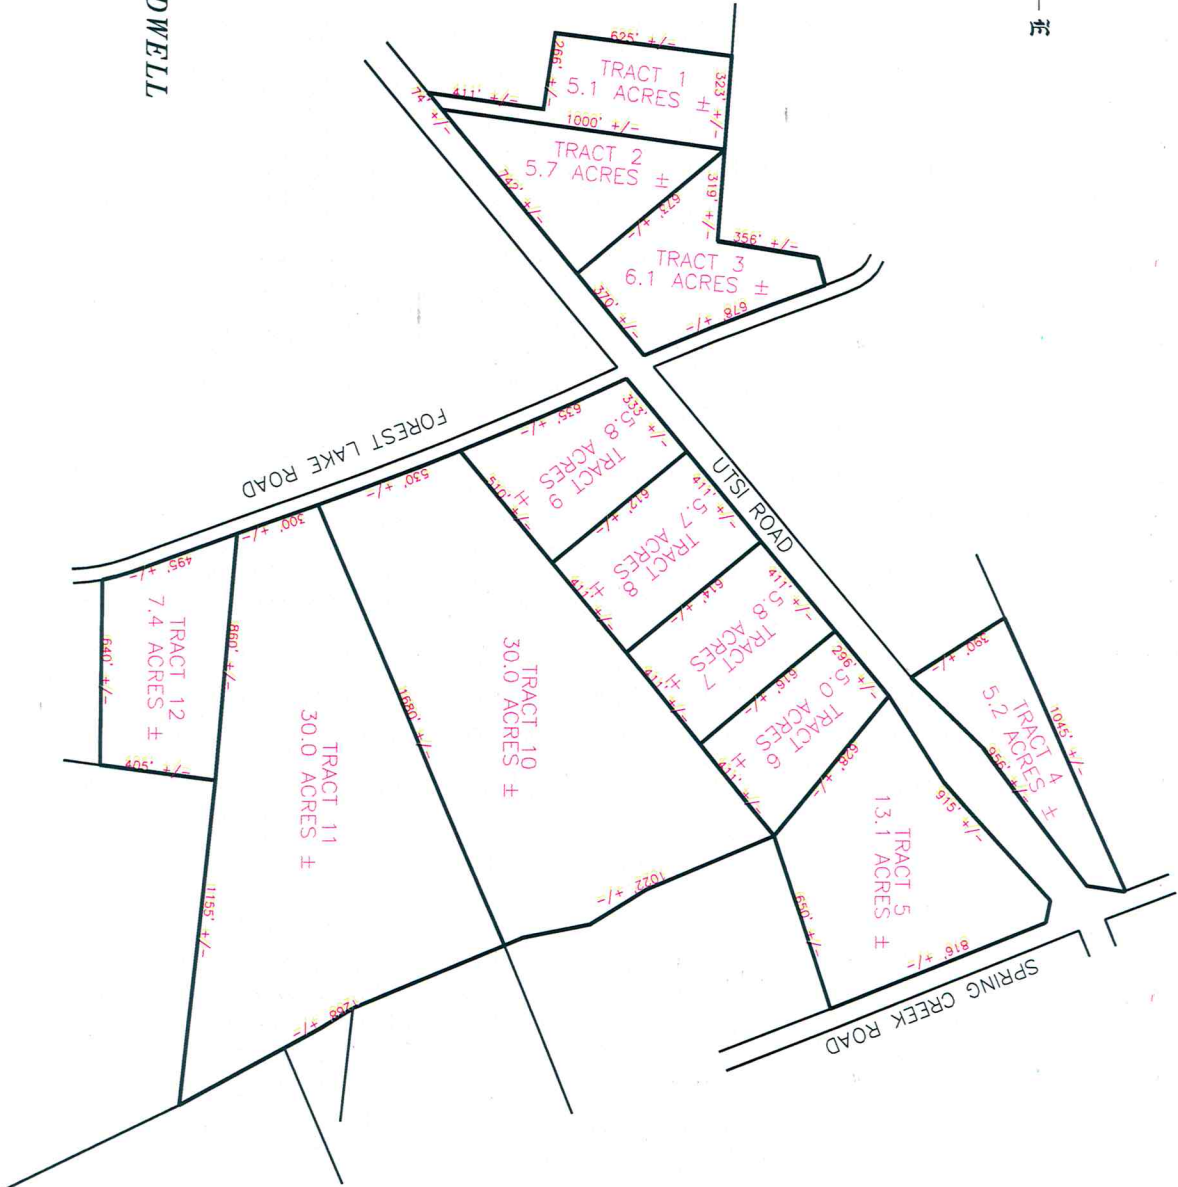 DWELL
625' +/-
266' +/-
TRACT 1
5.1 ACRES ±
323' +/-
411' +/-
74' +/-
1000' +/-
TRACT 2
5.7 ACRES ±
742' +/-
673' +/-
319' +/-
356' +/-
TRACT 3
6.1 ACRES ±
370' +/-
678' +/-
FOREST LAKE ROAD
UTSI ROAD
635' +/-
333' +/-
TRACT 9
5.8 ACRES ±
510' +/-
612' +/-
411' +/-
TRACT 8
5.7 ACRES ±
411' +/-
614' +/-
411' +/-
TRACT 7
5.8 ACRES ±
411' +/-
616' +/-
296' +/-
TRACT 6
5.0 ACRES ±
411' +/-
628' +/-
390' +/-
1045' +/-
TRACT 4
5.2 ACRES ±
956' +/-
915' +/-
TRACT 5
13.1 ACRES ±
650' +/-
816' +/-
SPRING CREEK ROAD
530' +/-
TRACT 10
30.0 ACRES ±
1680' +/-
1022' +/-
300' +/-
TRACT 11
30.0 ACRES ±
860' +/-
1155' +/-
1268' +/-
495' +/-
TRACT 12
7.4 ACRES ±
640' +/-
405' +/-